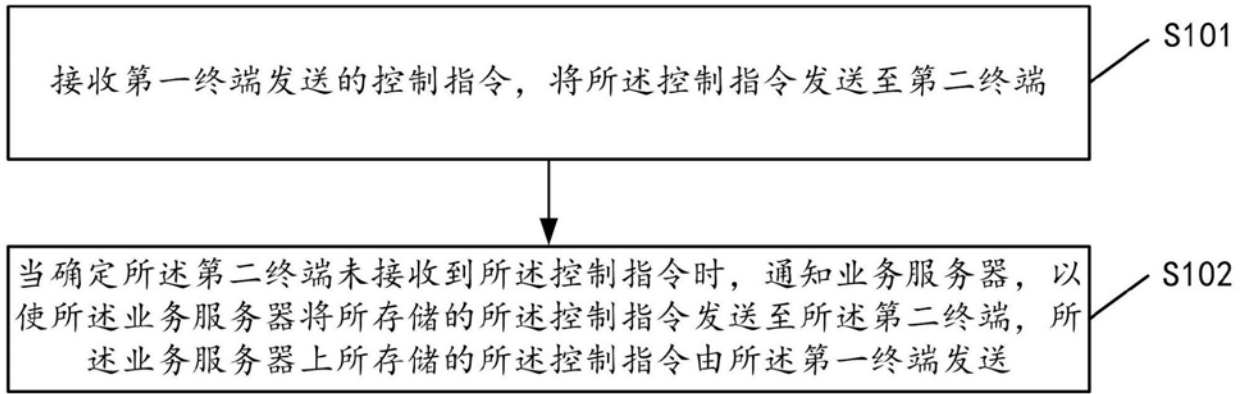 接收第一终端发送的控制指令，将所述控制指令发送至第二终端
S101
当确定所述第二终端未接收到所述控制指令时，通知业务服务器，以
使所述业务服务器将所存储的所述控制指令发送至所述第二终端，所
述业务服务器上所存储的所述控制指令由所述第一终端发送
S102